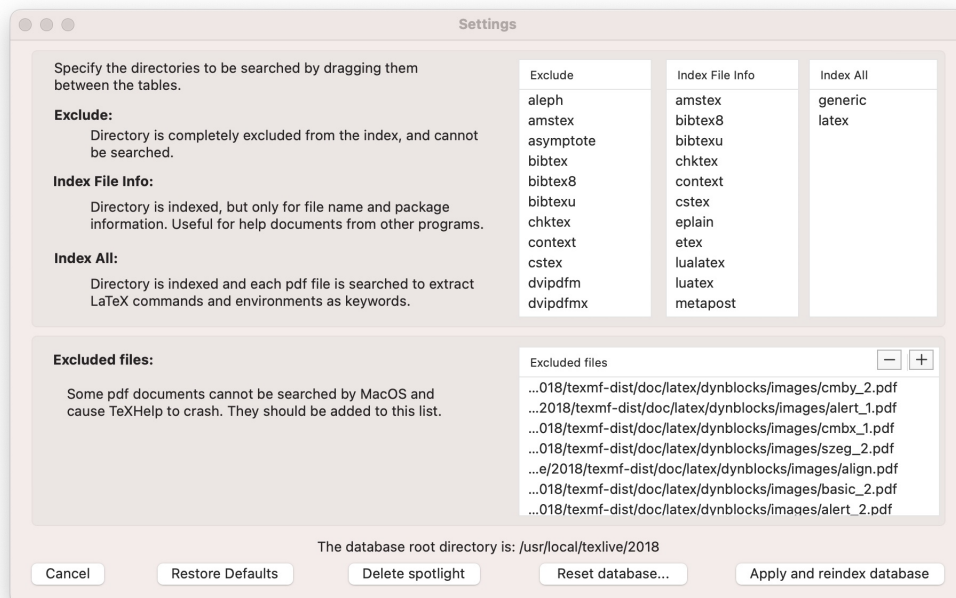 Settings
Specify the directories to be searched by dragging them
between the tables.
Exclude:
Directory is completely excluded from the index, and cannot
be searched.
Index File Info:
Directory is indexed, but only for file name and package
information. Useful for help documents from other programs.
Index All:
Directory is indexed and each pdf file is searched to extract
LaTeX commands and environments as keywords.
Exclude
aleph
amstex
asymptote
bibtex
bibtex8
bibtexu
chktex
context
cstex
dvipdfm
dvipdfmx
Index File Info
amstex
bibtex8
bibtexu
chktex
context
cstex
eplain
etex
lualatex
luatex
metapost
Index All
generic
latex
Excluded files:
Some pdf documents cannot be searched by MacOS and
cause TeXHelp to crash. They should be added to this list.
Excluded files
...018/texmf-dist/doc/latex/dynblocks/images/cmby_2.pdf
...2018/texmf-dist/doc/latex/dynblocks/images/alert_1.pdf
...018/texmf-dist/doc/latex/dynblocks/images/cmbx_1.pdf
...018/texmf-dist/doc/latex/dynblocks/images/szeg_2.pdf
...e/2018/texmf-dist/doc/latex/dynblocks/images/align.pdf
...018/texmf-dist/doc/latex/dynblocks/images/basic_2.pdf
...018/texmf-dist/doc/latex/dynblocks/images/alert_2.pdf
The database root directory is: /usr/local/texlive/2018
Cancel
Restore Defaults
Delete spotlight
Reset database...
Apply and reindex database